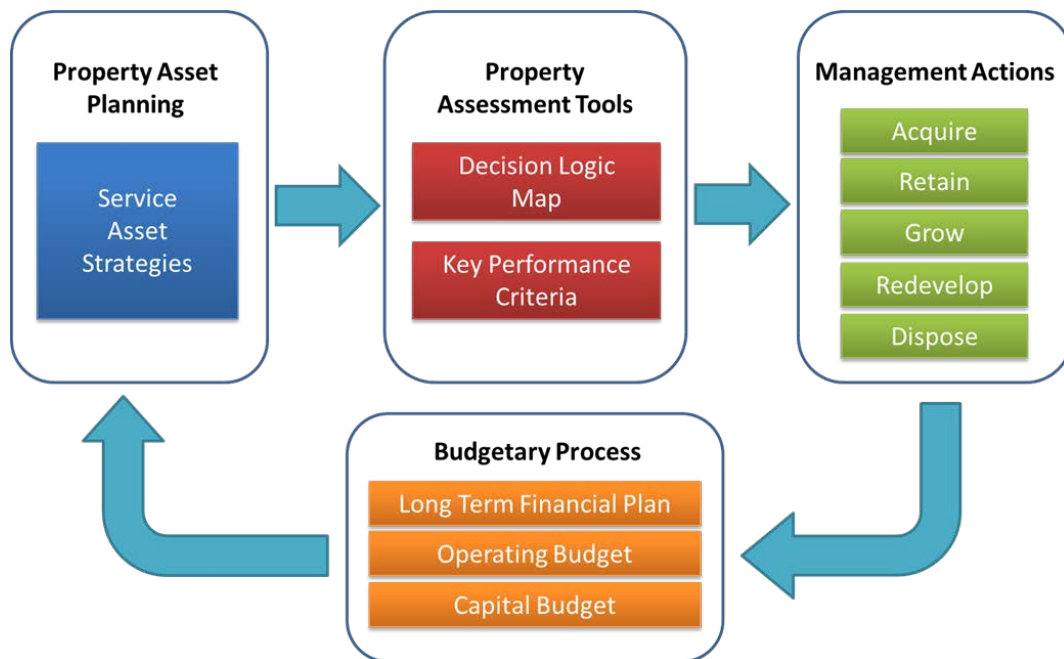 Property Asset
Planning
Service
Asset
Strategies
Property
Assessment Tools
Decision Logic
Map
Key Performance
Criteria
Management Actions
Acquire
Retain
Grow
Redevelop
Dispose
Budgetary Process
Long Term Financial Plan
Operating Budget
Capital Budget